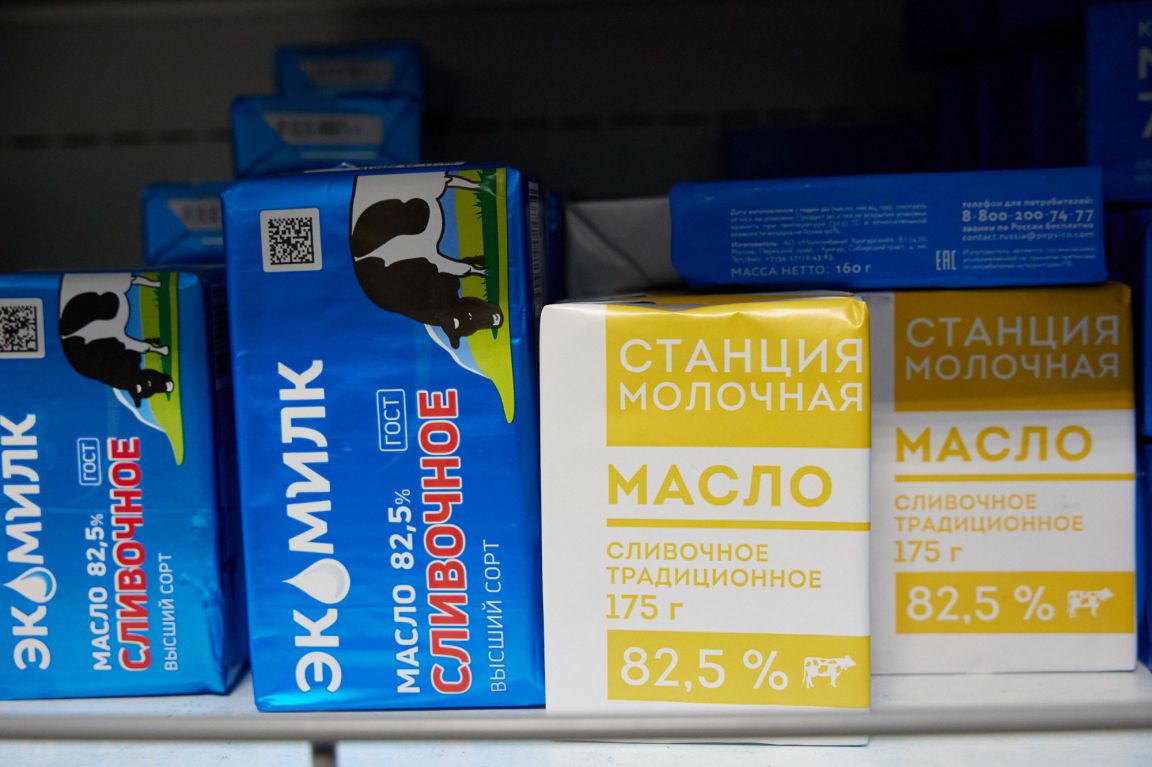 ЭКОМИЛК
ГОСТ
МАСЛО 82,5%
СЛИВОЧНОЕ
ВЫСШИЙ СОРТ
ЭКОМИЛК
ГОСТ
МАСЛО 82,5%
СЛИВОЧНОЕ
ВЫСШИЙ СОРТ
СТАНЦИЯ
МОЛОЧНАЯ
МАСЛО
СЛИВОЧНОЕ
ТРАДИЦИОННОЕ
175 г
82,5 %
МАССА НЕТТО: 160 г
EAC
телефон для потребителей:
8-800-200-74-77
звонки по России бесплатно
contact.russia@pepsico.com
СТАНЦИЯ
МОЛОЧНАЯ
МАСЛО
СЛИВОЧНОЕ
ТРАДИЦИОННОЕ
175 г
82,5 %